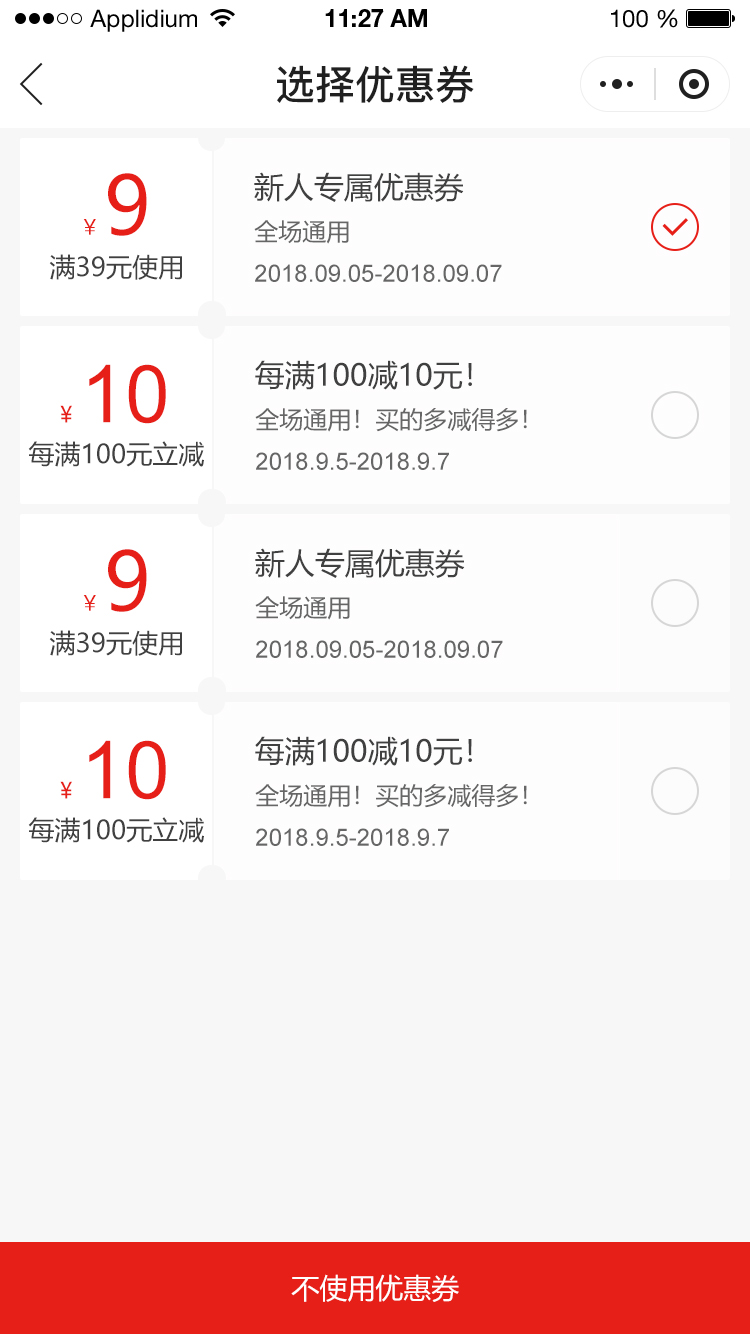 Applidium 11:27 AM 100 %
选择优惠券
¥ 9
满39元使用
新人专属优惠券
全场通用
2018.09.05-2018.09.07
¥ 10
每满100元立减
每满100减10元！
全场通用！买的多减得多！
2018.9.5-2018.9.7
¥ 9
满39元使用
新人专属优惠券
全场通用
2018.09.05-2018.09.07
¥ 10
每满100元立减
每满100减10元！
全场通用！买的多减得多！
2018.9.5-2018.9.7
不使用优惠券